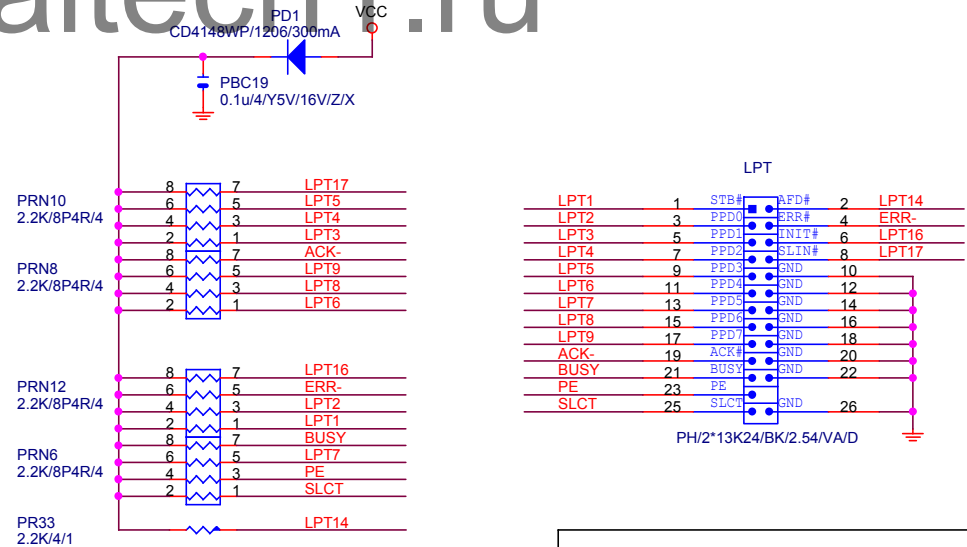 PD1
VCC
CD4148WP/1206/300mA
PBC19
0.1u/4/Y5V/16V/Z/X
PRN10
2.2K/8P4R/4
8 7 LPT17
6 5 LPT5
4 3 LPT4
2 1 LPT3
PRN8
2.2K/8P4R/4
8 7 ACK-
6 5 LPT9
4 3 LPT8
2 1 LPT6
PRN12
2.2K/8P4R/4
8 7 LPT16
6 5 ERR-
4 3 LPT2
2 1 LPT1
PRN6
2.2K/8P4R/4
8 7 BUSY
6 5 LPT7
4 3 PE
2 1 SLCT
PR33
2.2K/4/1
LPT14
LPT
LPT1 1 STB# AFD# 2 LPT14
LPT2 3 PPD0 ERR# 4 ERR-
LPT3 5 PPD1 INIT# 6 LPT16
LPT4 7 PPD2 SLIN# 8 LPT17
LPT5 9 PPD3 GND 10
LPT6 11 PPD4 GND 12
LPT7 13 PPD5 GND 14
LPT8 15 PPD6 GND 16
LPT9 17 PPD7 GND 18
ACK- 19 ACK# GND 20
BUSY 21 BUSY GND 22
PE 23 PE
SLCT 25 SLCT GND 26
PH/2*13K24/BK/2.54/VA/D